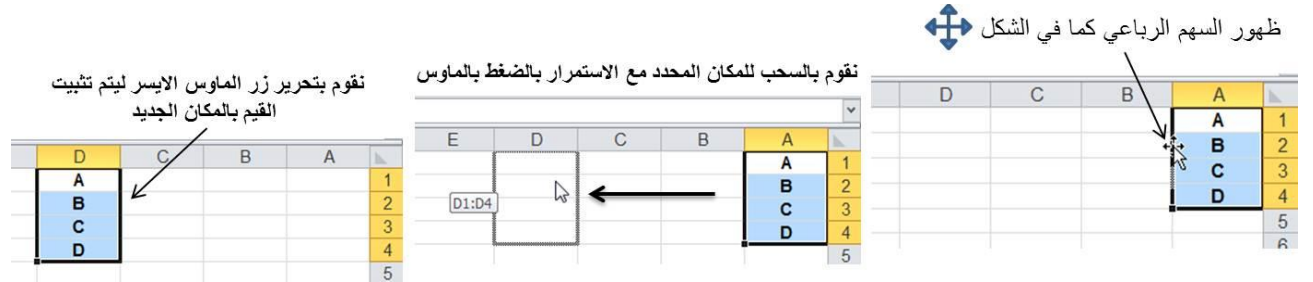 ظهور السهم الرباعي كما في الشكل
D C B A
A 1
B 2
C 3
D 4
5
6
نقوم بالسحب للمكان المحدد مع الاستمرار بالضغط بالماوس
E D C B A
A 1
B 2
D1:D4 C 3
D 4
5
نقوم بتحرير زر الماوس الايسر ليتم تثبيت
القيم بالمكان الجديد
D C B A
A 1
B 2
C 3
D 4
5